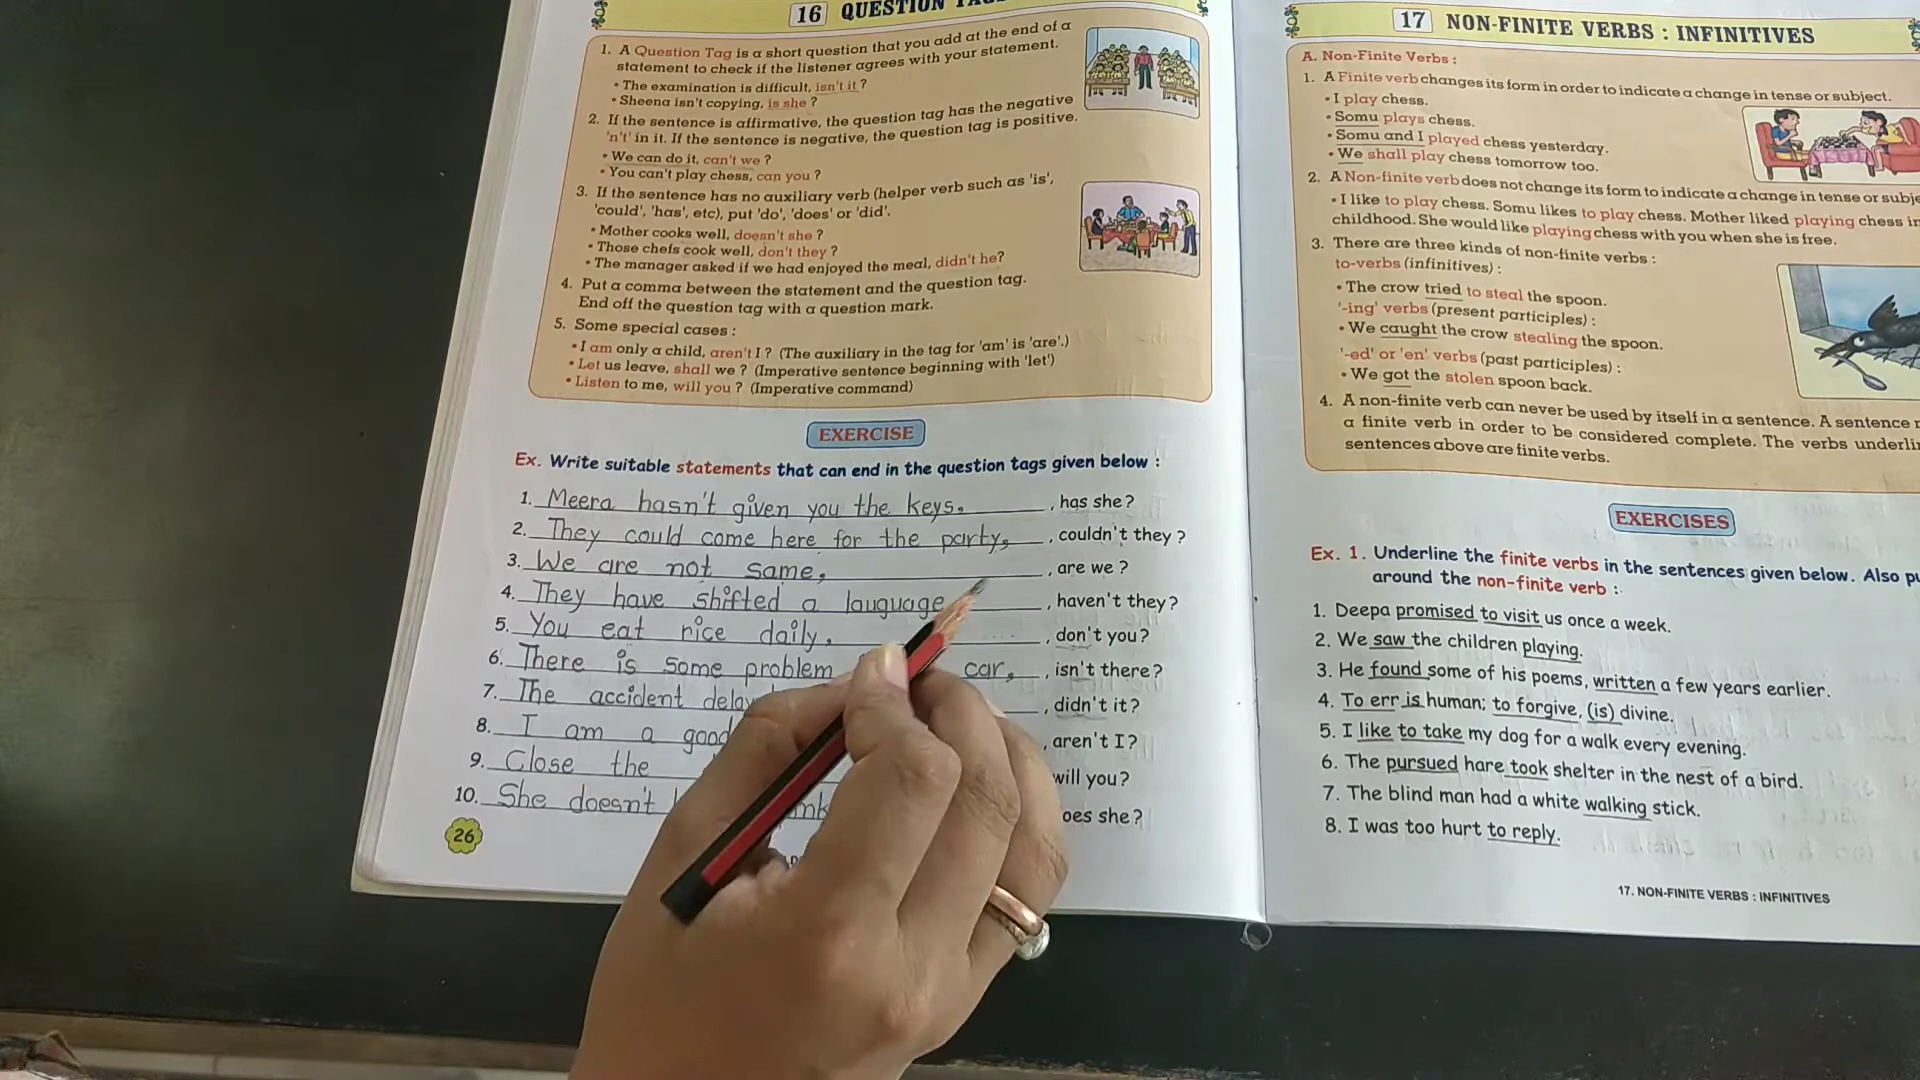 16 QUESTION
1. A Question Tag is a short question that you add at the end of a
statement to check if the listener agrees with your statement.
• The examination is difficult, isn't it ?
• Sheena isn't copying, is she ?
2. If the sentence is affirmative, the question tag has the negative
'n't' in it. If the sentence is negative, the question tag is positive.
• We can do it, can't we ?
• You can't play chess, can you ?
3. If the sentence has no auxiliary verb (helper verb such as 'is',
'could', 'has', etc), put 'do', 'does' or 'did'.
• Mother cooks well, doesn't she ?
• Those chefs cook well, don't they ?
• The manager asked if we had enjoyed the meal, didn't he?
4. Put a comma between the statement and the question tag.
End off the question tag with a question mark.
5. Some special cases :
• I am only a child, aren't I ? (The auxiliary in the tag for 'am' is 'are'.)
• Let us leave, shall we ? (Imperative sentence beginning with 'let')
• Listen to me, will you ? (Imperative command)
EXERCISE
Ex. Write suitable statements that can end in the question tags given below :
1. Meera hasn't given you the keys. , has she?
2. They could come here for the party, , couldn't they ?
3. We are not same, , are we ?
4. They have shifted a lauguage , haven't they?
5. You eat rice daily, , don't you?
6. There is some problem car, , isn't there?
7. The accident , didn't it?
8. I am a good , aren't I?
9. Close the will you?
10. She doesn't oes she?
26
17 NON-FINITE VERBS : INFINITIVES
A. Non-Finite Verbs :
1. A Finite verb changes its form in order to indicate a change in tense or subject.
• I play chess.
• Somu plays chess.
• Somu and I played chess yesterday.
• We shall play chess tomorrow too.
2. A Non-finite verb does not change its form to indicate a change in tense or subje
• I like to play chess. Somu likes to play chess. Mother liked playing chess in
childhood. She would like playing chess with you when she is free.
3. There are three kinds of non-finite verbs :
to-verbs (infinitives) :
• The crow tried to steal the spoon.
'-ing' verbs (present participles) :
• We caught the crow stealing the spoon.
'-ed' or 'en' verbs (past participles) :
• We got the stolen spoon back.
4. A non-finite verb can never be used by itself in a sentence. A sentence
a finite verb in order to be considered complete. The verbs underlin
sentences above are finite verbs.
EXERCISES
Ex. 1. Underline the finite verbs in the sentences given below. Also pu
around the non-finite verb :
1. Deepa promised to visit us once a week.
2. We saw the children playing.
3. He found some of his poems, written a few years earlier.
4. To err is human; to forgive, (is) divine.
5. I like to take my dog for a walk every evening.
6. The pursued hare took shelter in the nest of a bird.
7. The blind man had a white walking stick.
8. I was too hurt to reply.
17. NON-FINITE VERBS : INFINITIVES